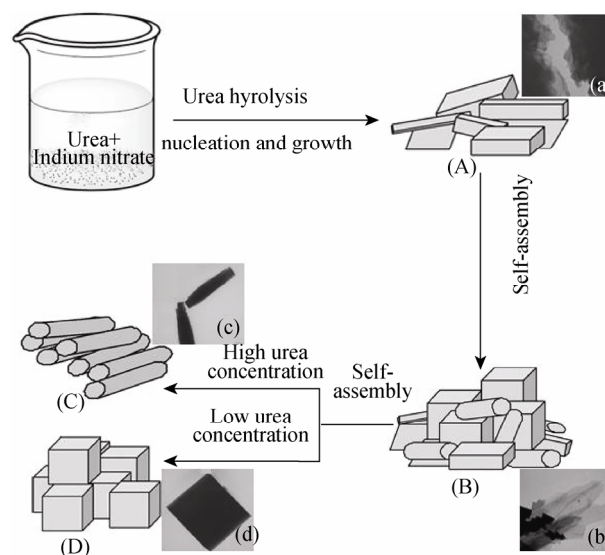 (a)
Urea hyrolysis
Urea+
Indium nitrate
nucleation and growth
(A)
Self-assembly
(c)
High urea
concentration
Self-
assembly
(C)
Low urea
concentration
(B)
(D)
(d)
(b)